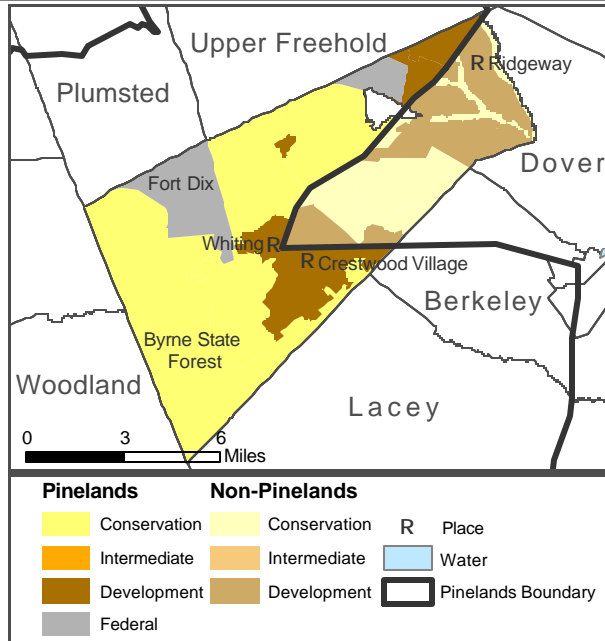 Upper Freehold
R Ridgeway
Plumsted
Dover
Fort Dix
Whiting R
R Crestwood Village
Berkeley
Byrne State
Forest
Woodland
Lacey
0 3 6
Miles
Pinelands Non-Pinelands
Conservation Conservation R Place
Intermediate Intermediate Water
Development Development Pinelands Boundary
Federal